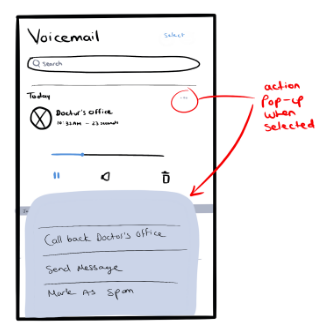 Voicemail
Select
Search
Today
Doctor's Office
10:32AM - 23 seconds
action
Pop-up
when
selected
Call back Doctor's Office
Send Message
Mark As Spam